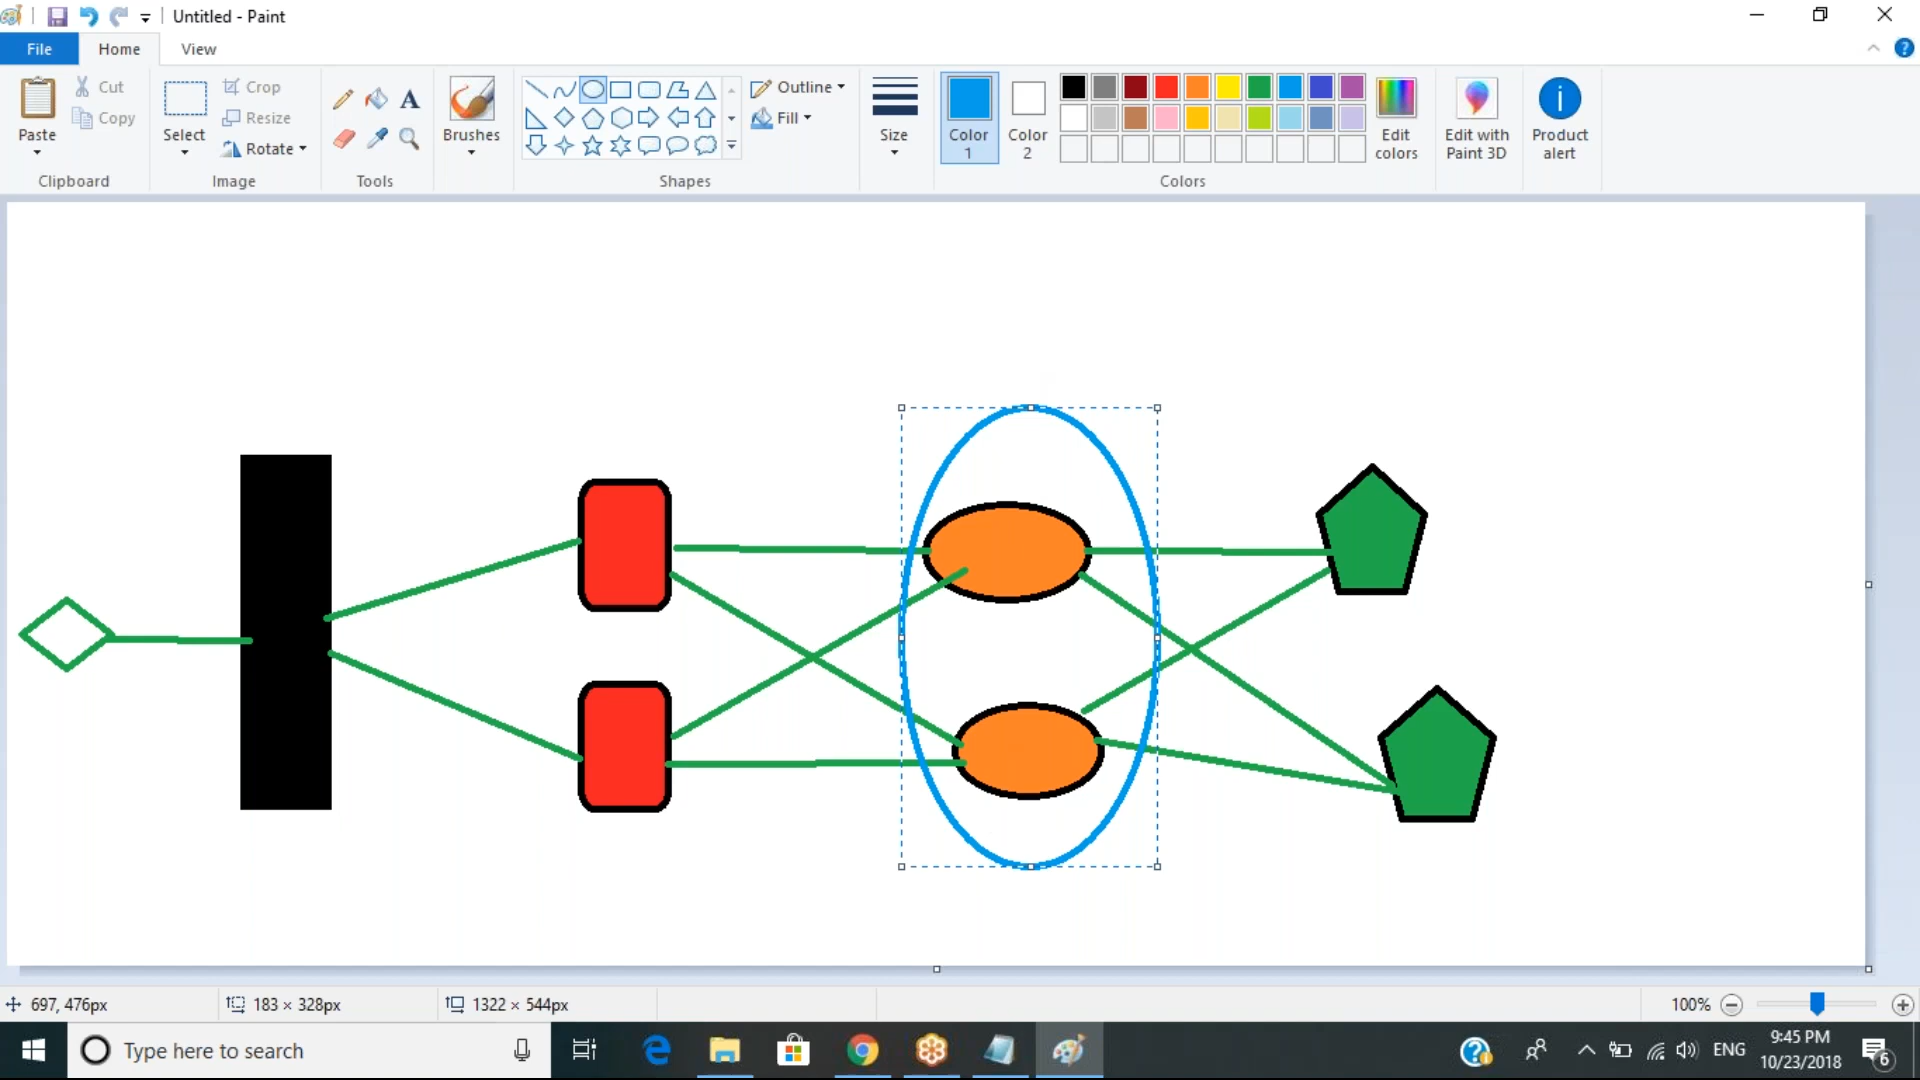 Untitled - Paint
File Home View
Paste
Cut
Copy
Clipboard
Select
Crop
Resize
Rotate
Image
A
Tools
Brushes
Outline
Fill
Shapes
Size
Color 1
Color 2
Edit colors
Colors
Edit with Paint 3D
Product alert
697, 476px
183 × 328px
1322 × 544px
100%
Type here to search
ENG
9:45 PM
10/23/2018
6